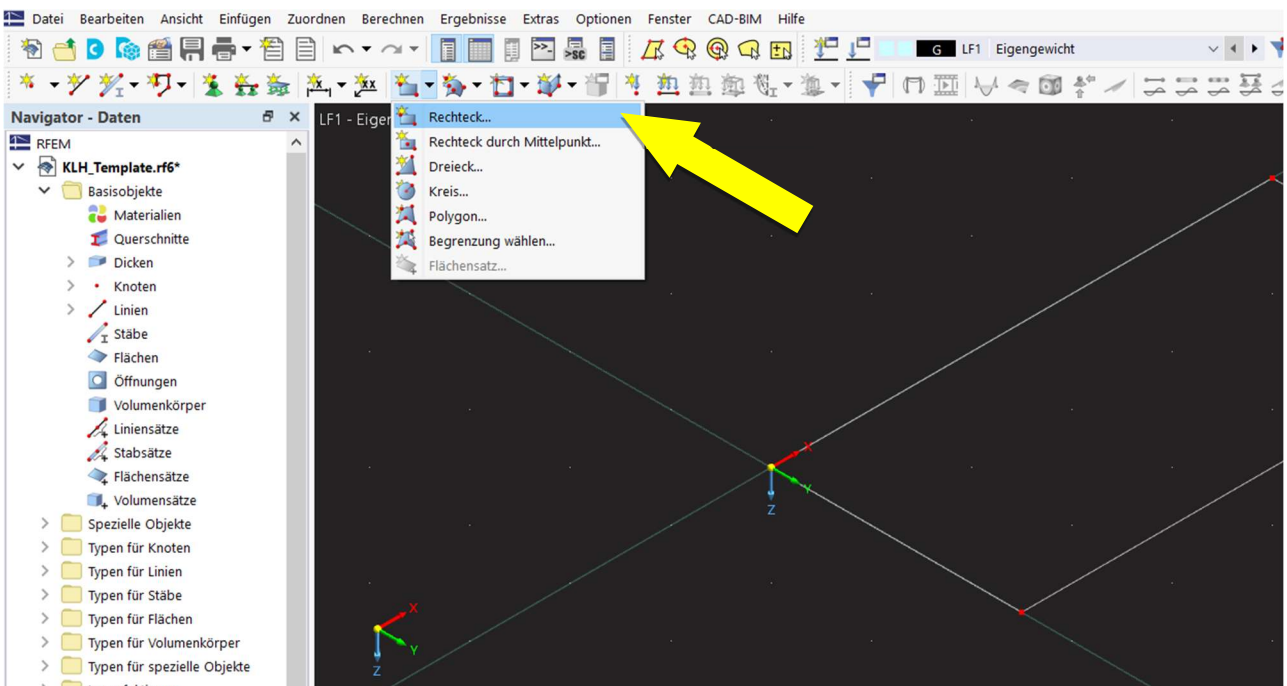 Datei Bearbeiten Ansicht Einfügen Zuordnen Berechnen Ergebnisse Extras Optionen Fenster CAD-BIM Hilfe
>SC G LF1 Eigengewicht
x xx
Navigator - Daten
LF1 - Eiger
RFEM
KLH_Template.rf6*
Basisobjekte
Materialien
Querschnitte
Dicken
Knoten
Linien
Stäbe
Flächen
Öffnungen
Volumenkörper
Liniensätze
Stabsätze
Flächensätze
Volumensätze
Spezielle Objekte
Typen für Knoten
Typen für Linien
Typen für Stäbe
Typen für Flächen
Typen für Volumenkörper
Typen für spezielle Objekte
Rechteck...
Rechteck durch Mittelpunkt...
Dreieck...
Kreis...
Polygon...
Begrenzung wählen...
Flächensatz...
X
Y
Z
X
Y
Z